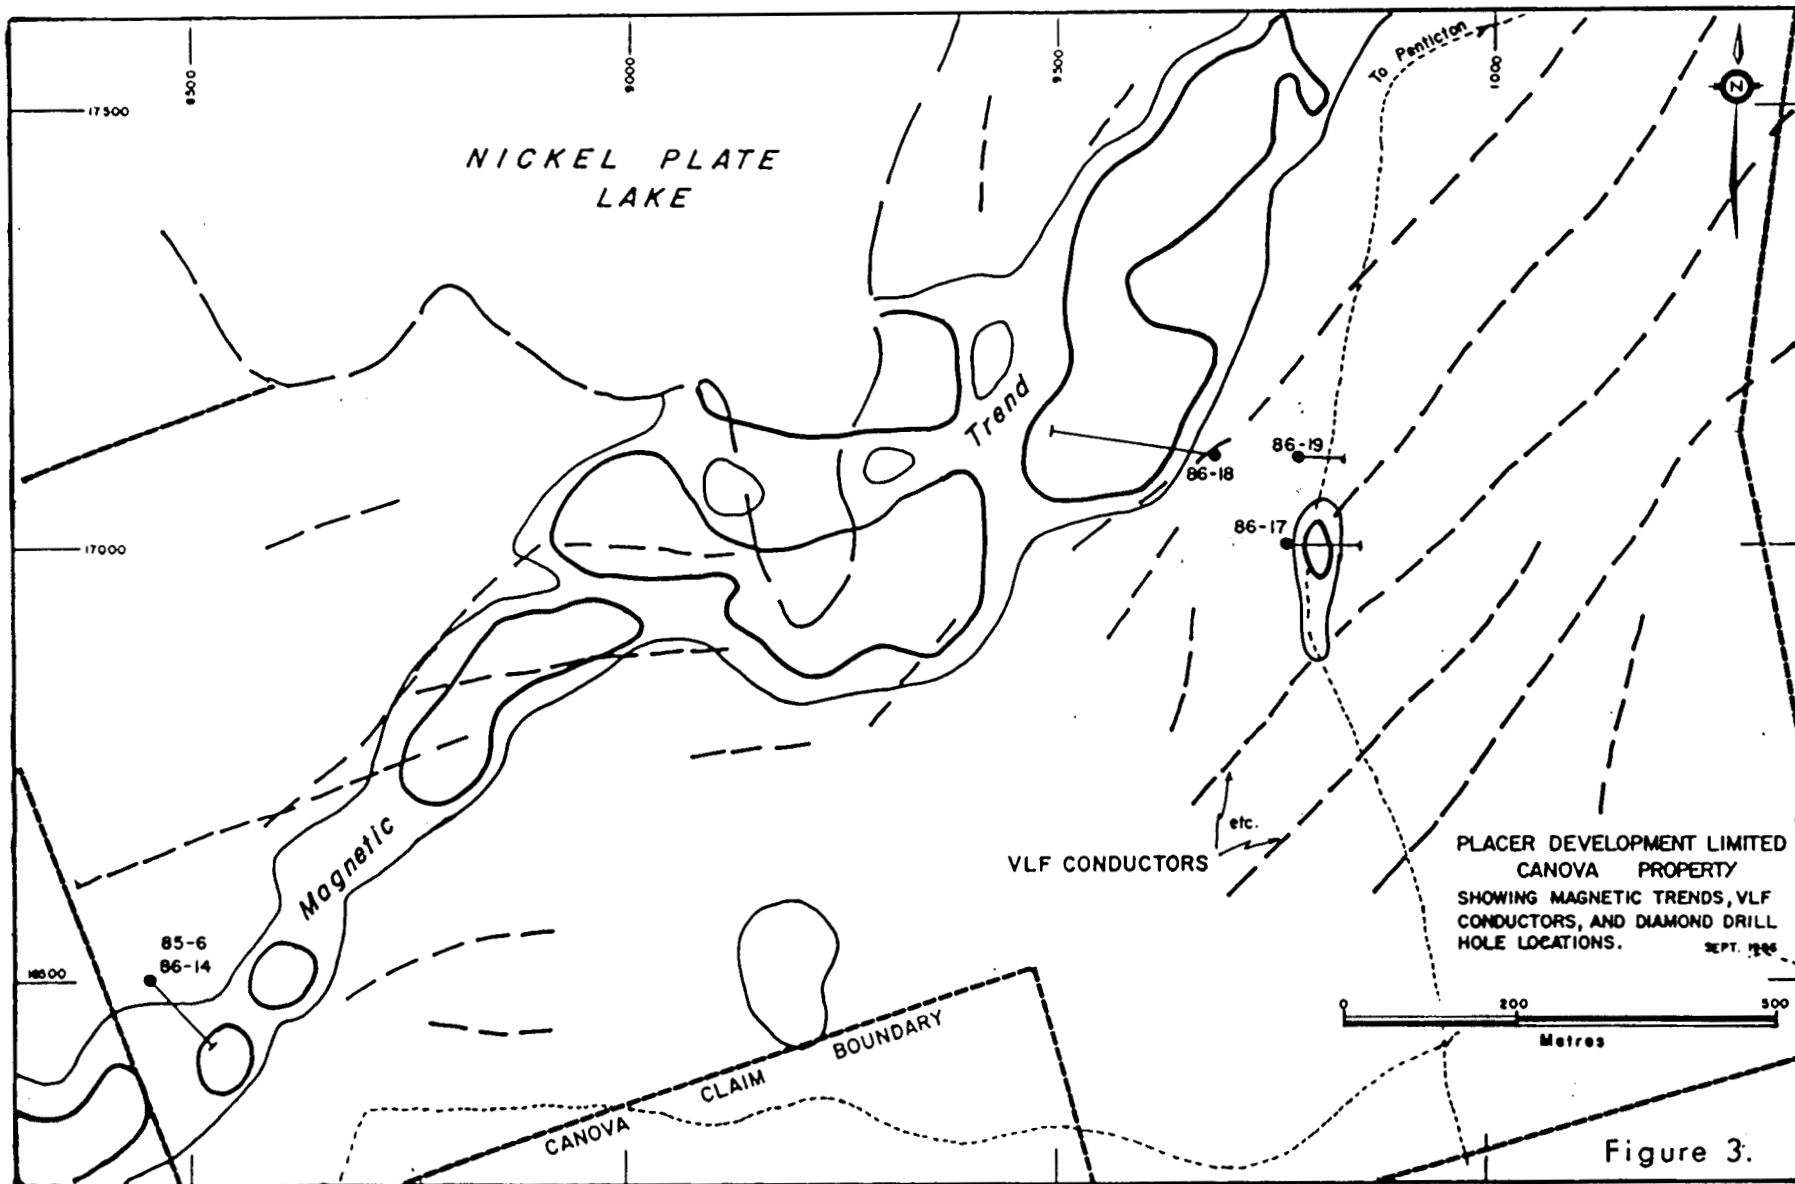 8500
9000
9500
1000
To Penticton
N
17500
NICKEL PLATE
LAKE
Trend
86-19
86-18
86-17
17000
etc.
VLF CONDUCTORS
PLACER DEVELOPMENT LIMITED
CANOVA PROPERTY
SHOWING MAGNETIC TRENDS, VLF
CONDUCTORS, AND DIAMOND DRILL
HOLE LOCATIONS.
SEPT. 1986
Magnetic
85-6
86-14
16500
0 200 500
Metres
CANOVA CLAIM BOUNDARY
Figure 3.